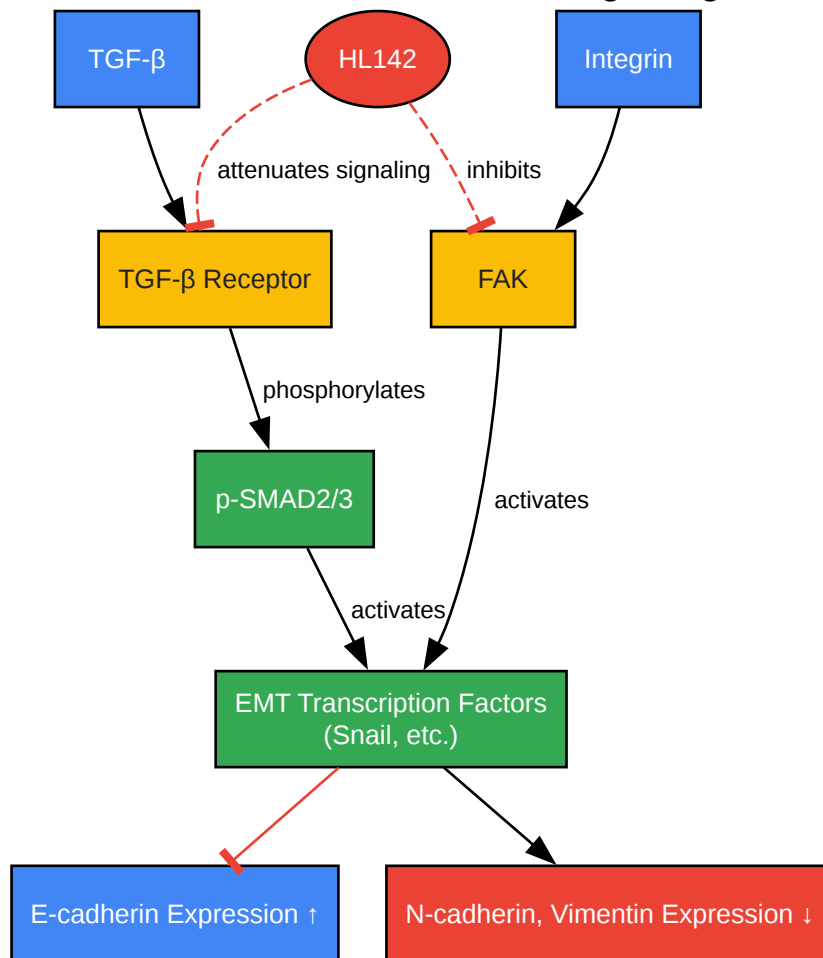 TGF-β
HL142
Integrin
attenuates signaling
inhibits
TGF-β Receptor
FAK
phosphorylates
p-SMAD2/3
activates
activates
EMT Transcription Factors
(Snail, etc.)
E-cadherin Expression ↑
N-cadherin, Vimentin Expression ↓